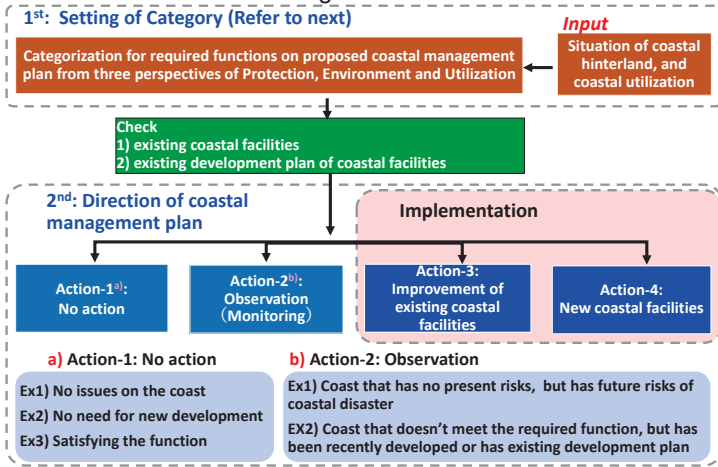 1st: Setting of Category (Refer to next)
Input
Categorization for required functions on proposed coastal management
plan from three perspectives of Protection, Environment and Utilization
Situation of coastal
hinterland, and
coastal utilization
Check
1) existing coastal facilities
2) existing development plan of coastal facilities
2nd: Direction of coastal
management plan
Implementation
Action-1a):
No action
Action-2b):
Observation
（Monitoring）
Action-3:
Improvement of
existing coastal
facilities
Action-4:
New coastal facilities
a) Action-1: No action
Ex1) No issues on the coast
Ex2) No need for new development
Ex3) Satisfying the function
b) Action-2: Observation
Ex1) Coast that has no present risks, but has future risks of
coastal disaster
EX2) Coast that doesn't meet the required function, but has
been recently developed or has existing development plan